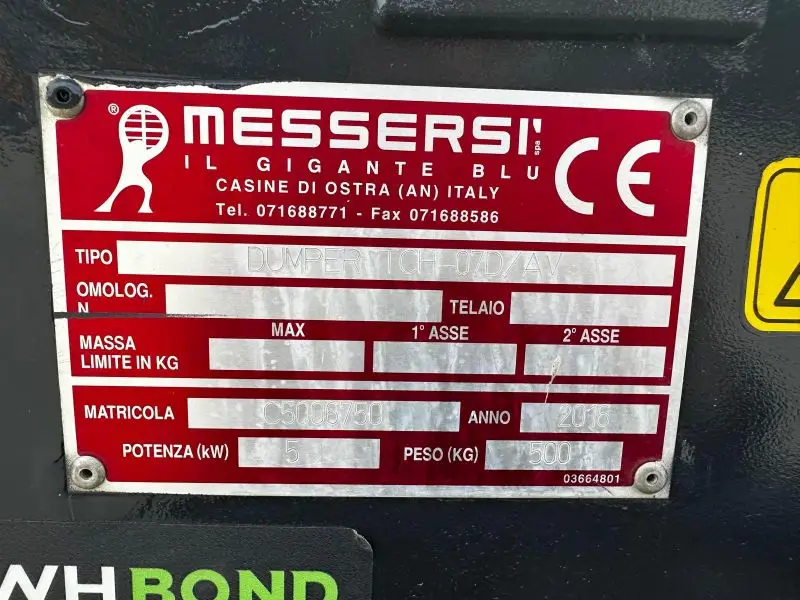 ® MESSERSI' spa
IL GIGANTE BLU
CASINE DI OSTRA (AN) ITALY
Tel. 071688771 - Fax 071688586
CE
TIPO DUMPER TCH-07D/AV
OMOLOG. N. TELAIO
MAX 1° ASSE 2° ASSE
MASSA
LIMITE IN KG
MATRICOLA C5006750 ANNO 2016
POTENZA (kW) 5 PESO (KG) 500
03664801
WHBOND